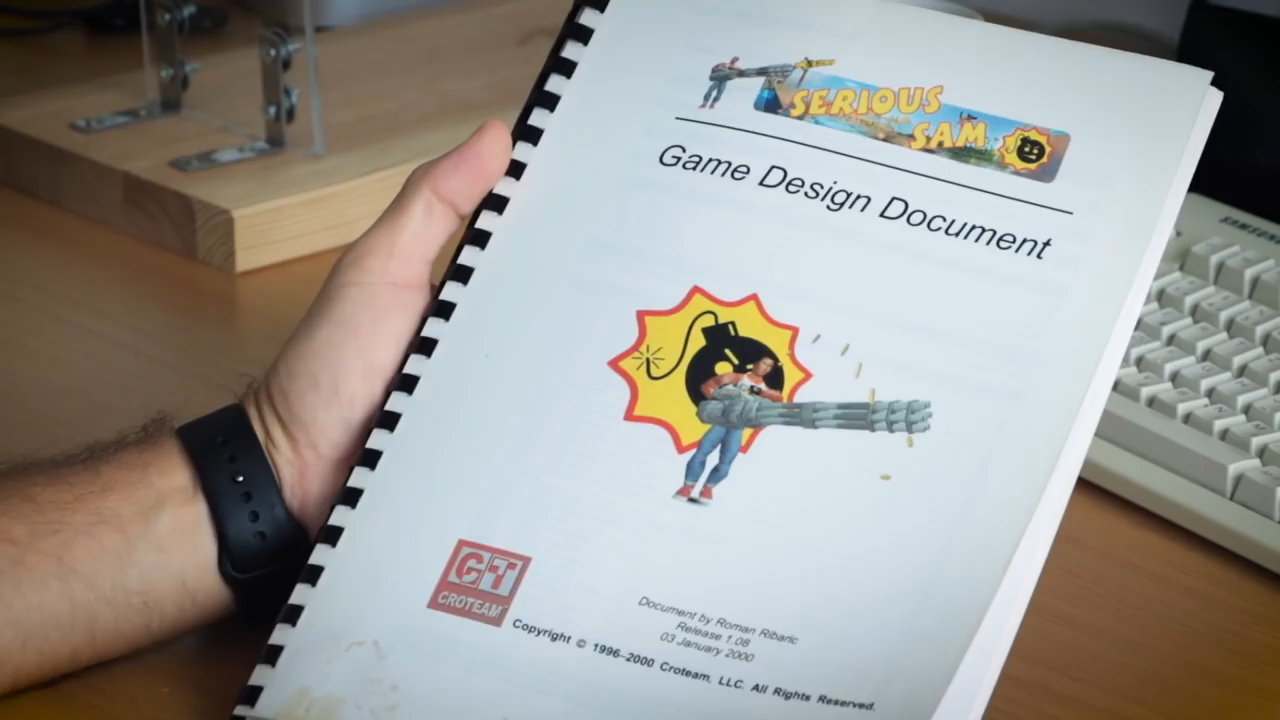 SERIOUS
SAM
Game Design Document
CT
CROTEAM
Document by Roman Ribaric
Release 1.08
03 January 2000
Copyright © 1996–2000 Croteam, LLC. All Rights Reserved.
SAMSUNG